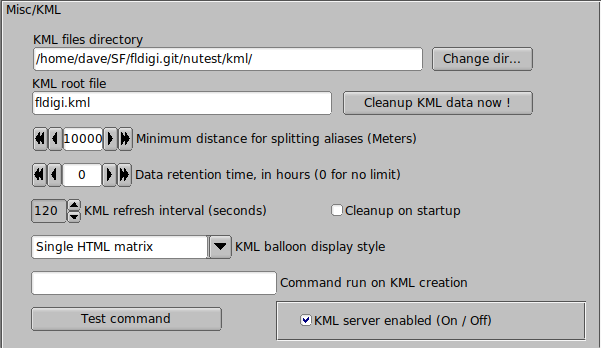 Misc/KML
KML files directory
/home/dave/SF/fldigi.git/nutest/kml/ Change dir...
KML root file
fldigi.kml Cleanup KML data now !
10000 Minimum distance for splitting aliases (Meters)
0 Data retention time, in hours (0 for no limit)
120 KML refresh interval (seconds) Cleanup on startup
Single HTML matrix KML balloon display style
Command run on KML creation
Test command KML server enabled (On / Off)